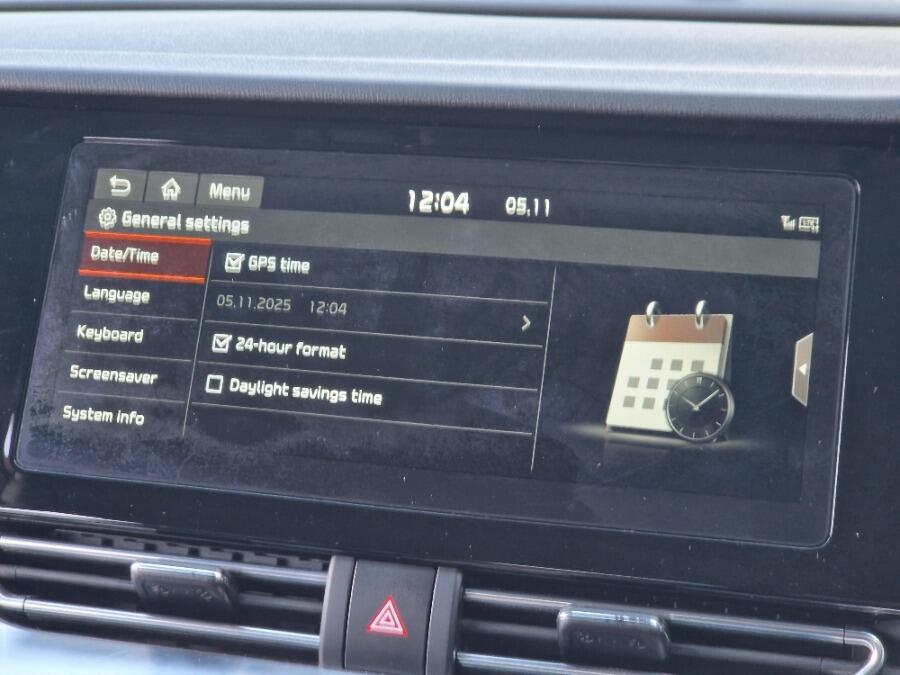 Menu
12:04 05.11
General settings
Date/Time
Language
Keyboard
Screensaver
System info
GPS time
05.11.2025 12:04
24-hour format
Daylight savings time